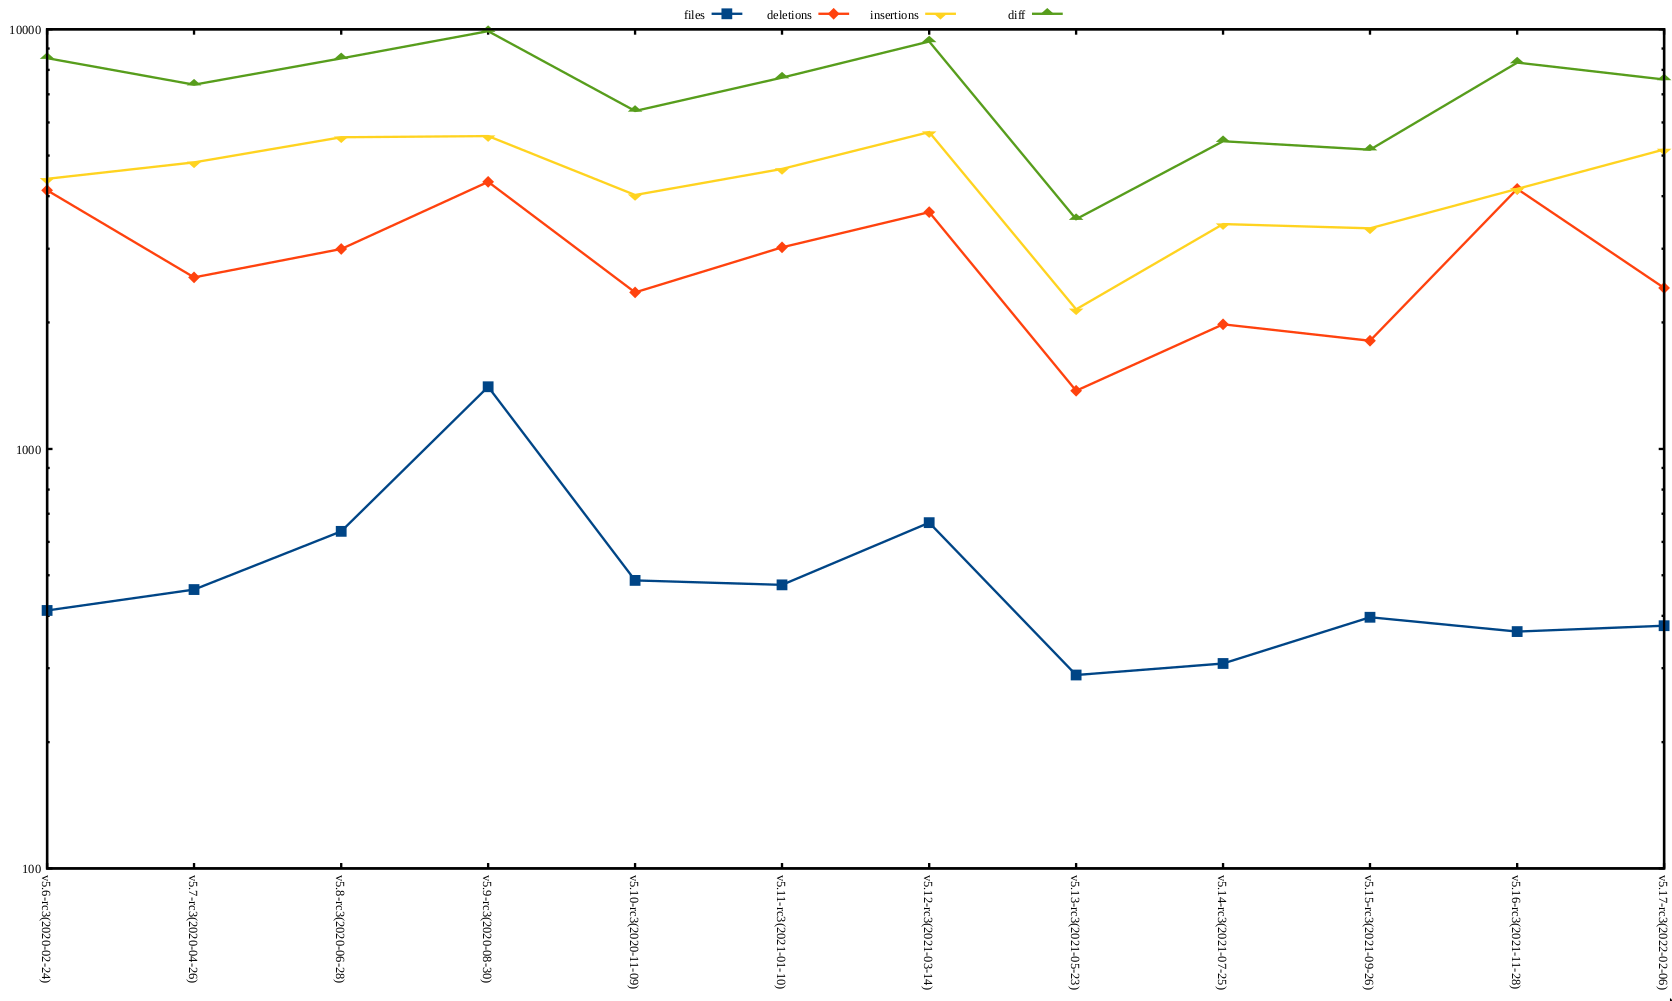 files deletions insertions diff
10000
1000
100
v5.6-rc3(2020-02-24)
v5.7-rc3(2020-04-26)
v5.8-rc3(2020-06-28)
v5.9-rc3(2020-08-30)
v5.10-rc3(2020-11-09)
v5.11-rc3(2021-01-10)
v5.12-rc3(2021-03-14)
v5.13-rc3(2021-05-23)
v5.14-rc3(2021-07-25)
v5.15-rc3(2021-09-26)
v5.16-rc3(2021-11-28)
v5.17-rc3(2022-02-06)